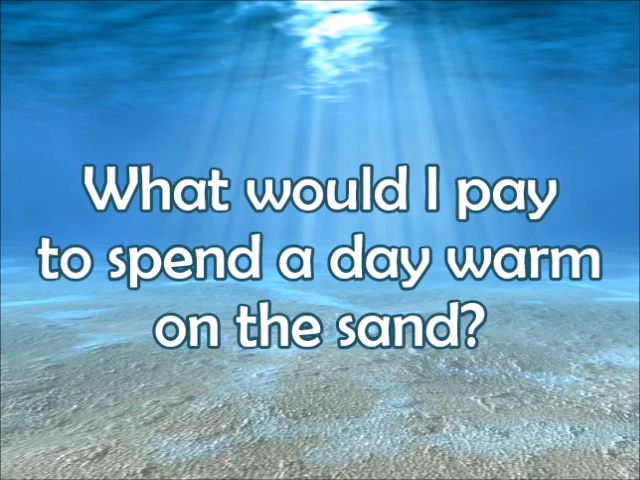 What would I pay
to spend a day warm
on the sand?